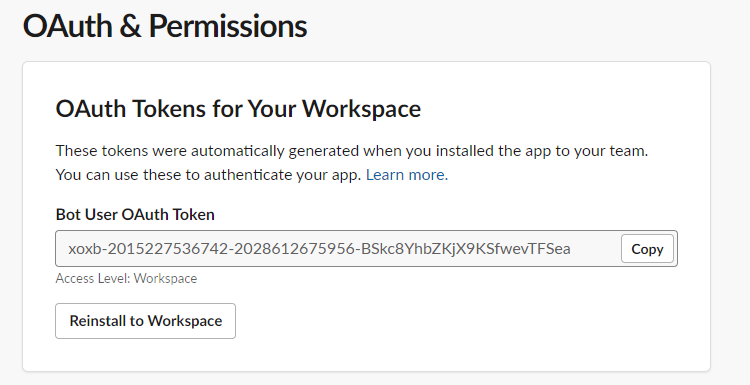 OAuth & Permissions
OAuth Tokens for Your Workspace
These tokens were automatically generated when you installed the app to your team.
You can use these to authenticate your app. Learn more.
Bot User OAuth Token
xoxb-2015227536742-2028612675956-BSkc8YhbZKjX9KSfwevTFSea
Copy
Access Level: Workspace
Reinstall to Workspace